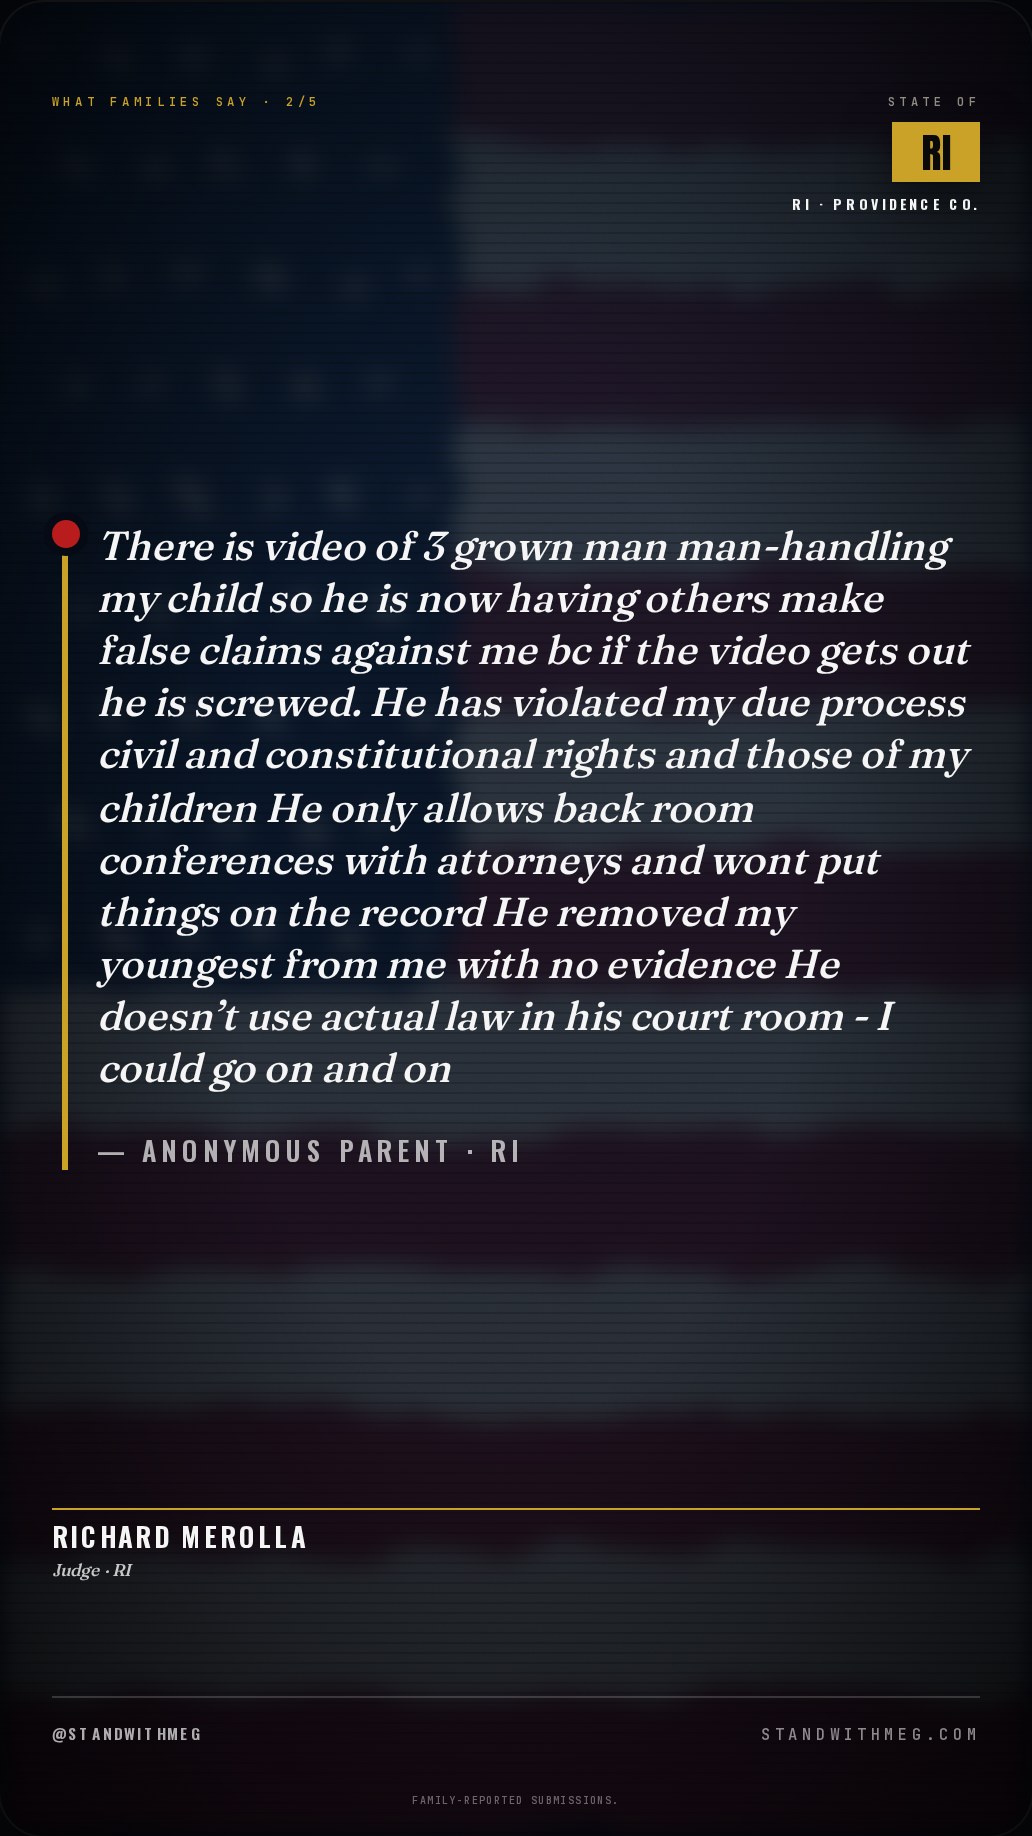 WHAT FAMILIES SAY · 2/5
STATE OF
RI
RI · PROVIDENCE CO.
There is video of 3 grown man man-handling
my child so he is now having others make
false claims against me bc if the video gets out
he is screwed. He has violated my due process
civil and constitutional rights and those of my
children He only allows back room
conferences with attorneys and wont put
things on the record He removed my
youngest from me with no evidence He
doesn’t use actual law in his court room - I
could go on and on
— ANONYMOUS PARENT · RI
RICHARD MEROLLA
Judge · RI
@STANDWITHMEG
STANDWITHMEG.COM
FAMILY-REPORTED SUBMISSIONS.